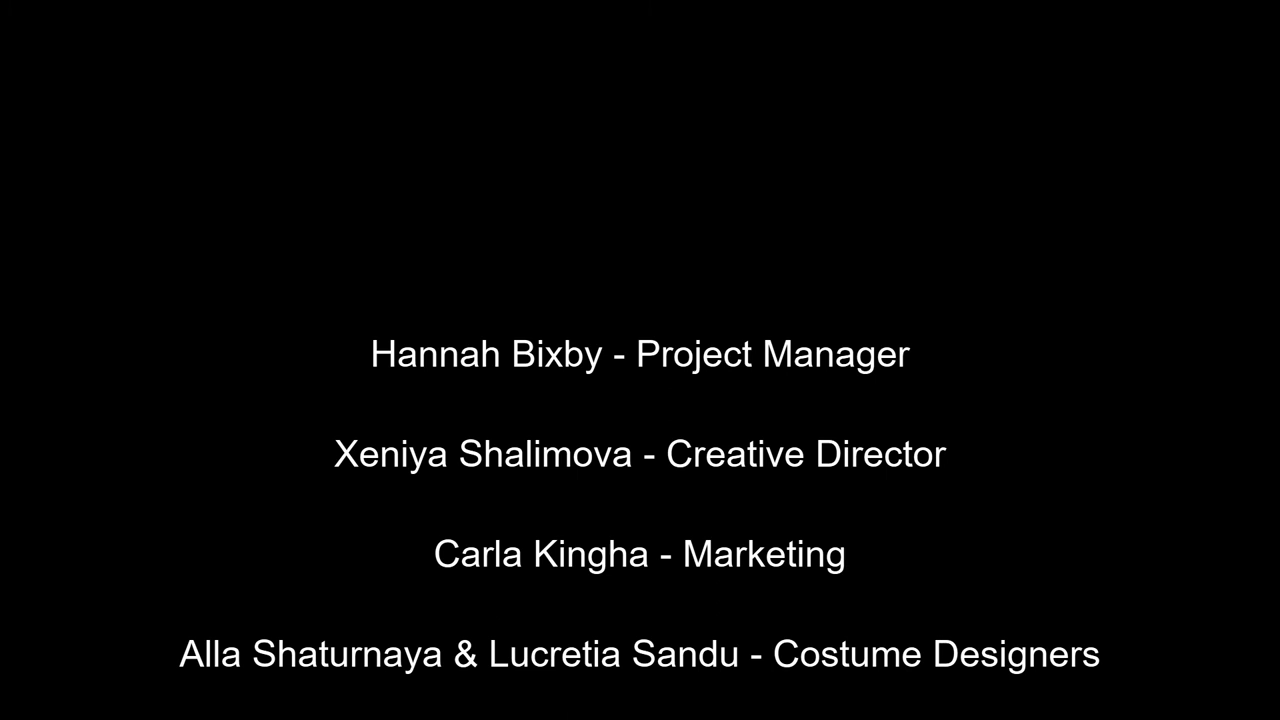 Hannah Bixby - Project Manager
Xeniya Shalimova - Creative Director
Carla Kingha - Marketing
Alla Shaturnaya & Lucretia Sandu - Costume Designers